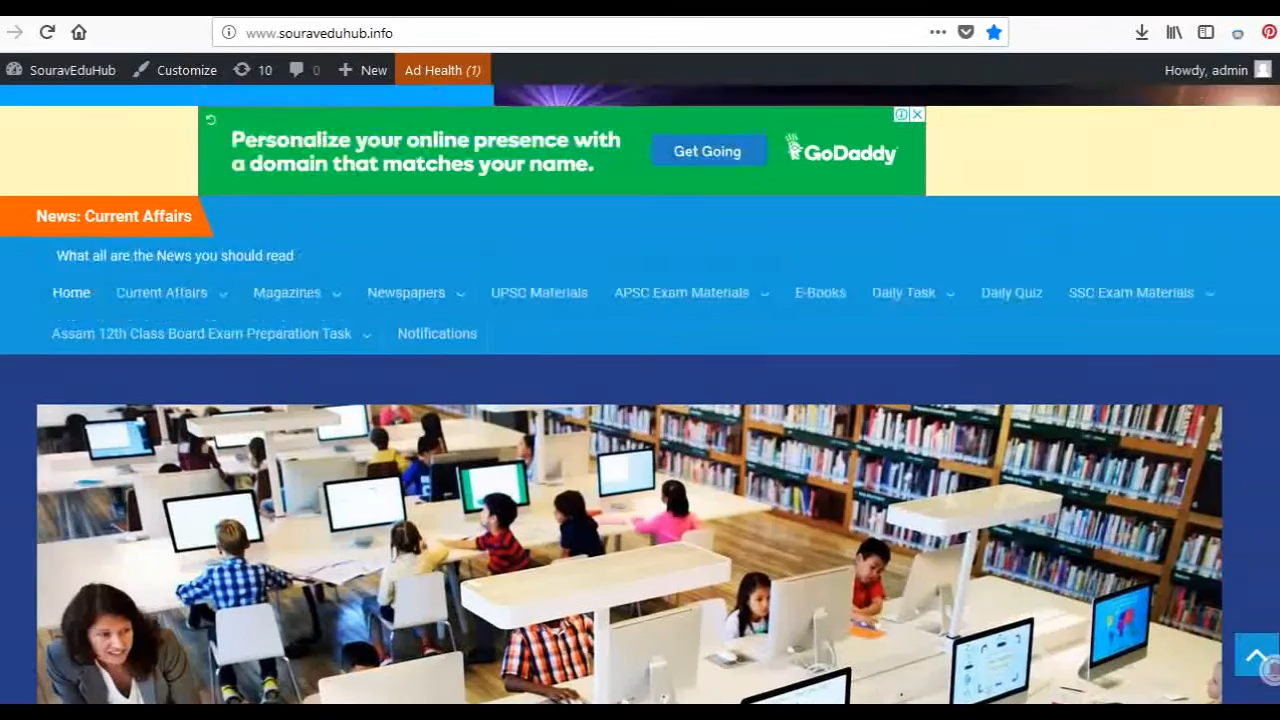 www.souraveduhub.info
SouravEduHub Customize 10 0 New Ad Health (1) Howdy, admin
Personalize your online presence with
a domain that matches your name.
Get Going
GoDaddy
News: Current Affairs
What all are the News you should read
Home Current Affairs Magazines Newspapers UPSC Materials APSC Exam Materials E-Books Daily Task Daily Quiz SSC Exam Materials
Assam 12th Class Board Exam Preparation Task Notifications